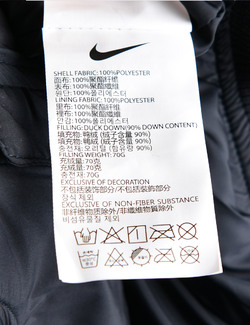 SHELL FABRIC:100%POLYESTER
面布:100%聚酯纤维
表布:100%聚酯纖維
원단:100%폴리에스터
LINING FABRIC:100%POLYESTER
里布:100%聚酯纤维
裡布:100%聚酯纖維
안감:100%폴리에스터
FILLING:DUCK DOWN(90% DOWN CONTENT)
填充物:鸭绒 (绒子含量 90%)
填充物:鴨絨 (絨子含量 90%)
충전재:오리털 (함유량 90%)
FILLING WEIGHT:70G
充绒量:70克
充絨量:70克
충전재:70G
EXCLUSIVE OF DECORATION
不包括装饰部分/不包括裝飾部分
장식 제외
EXCLUSIVE OF NON-FIBER SUBSTANCE
非纤维物质除外/非纖維物質除外
비섬유물질 제외